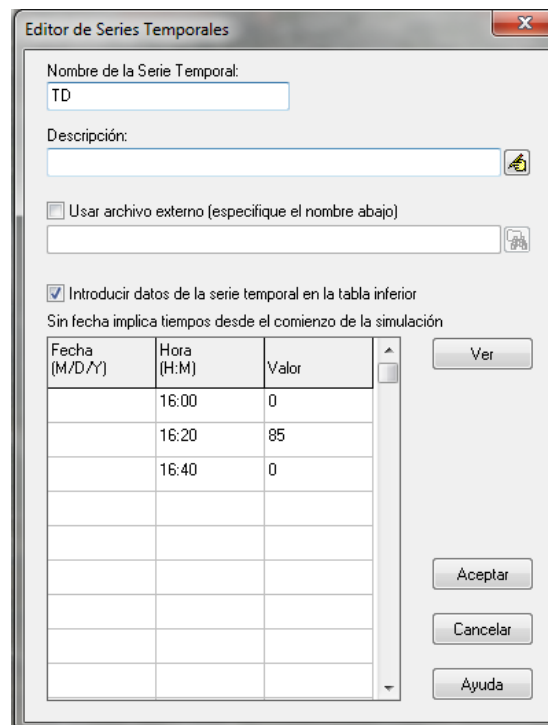 Editor de Series Temporales
Nombre de la Serie Temporal:
TD
Descripción:
Usar archivo externo (especifique el nombre abajo)
Introducir datos de la serie temporal en la tabla inferior
Sin fecha implica tiempos desde el comienzo de la simulación
Fecha Hora
(M/D/Y) (H:M) Valor
Ver
16:00 0
16:20 85
16:40 0
Aceptar
Cancelar
Ayuda